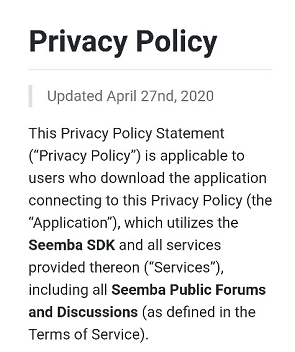 Privacy Policy
Updated April 27nd, 2020
This Privacy Policy Statement
(“Privacy Policy”) is applicable to
users who download the application
connecting to this Privacy Policy (the
“Application”), which utilizes the
Seemba SDK and all services
provided thereon (“Services”),
including all Seemba Public Forums
and Discussions (as defined in the
Terms of Service).